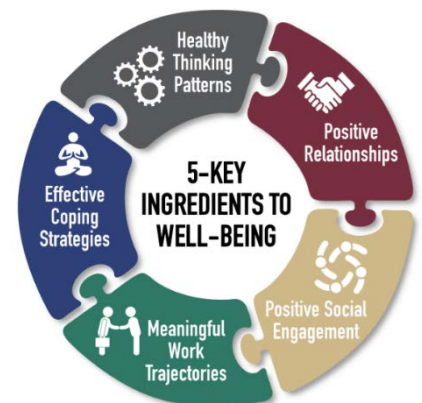 5-KEY
INGREDIENTS TO
WELL-BEING
Healthy
Thinking
Patterns
Positive
Relationships
Positive Social
Engagement
Meaningful
Work
Trajectories
Effective
Coping
Strategies